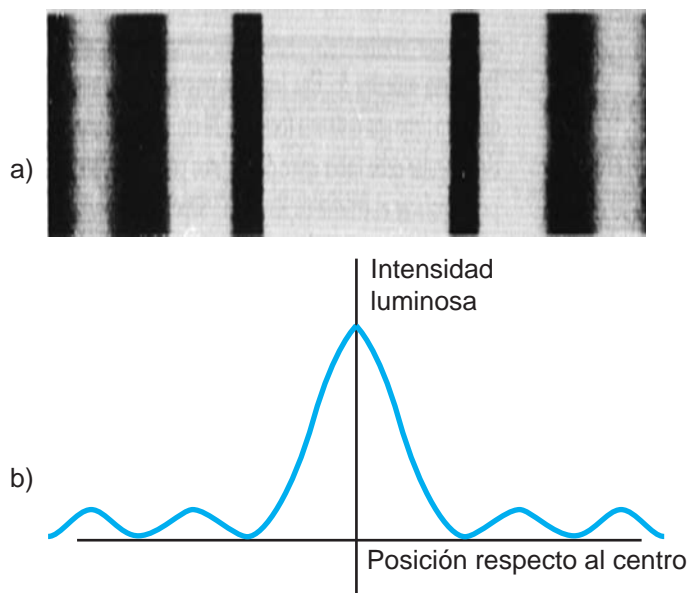 a)
Intensidad
luminosa
b)
Posición respecto al centro